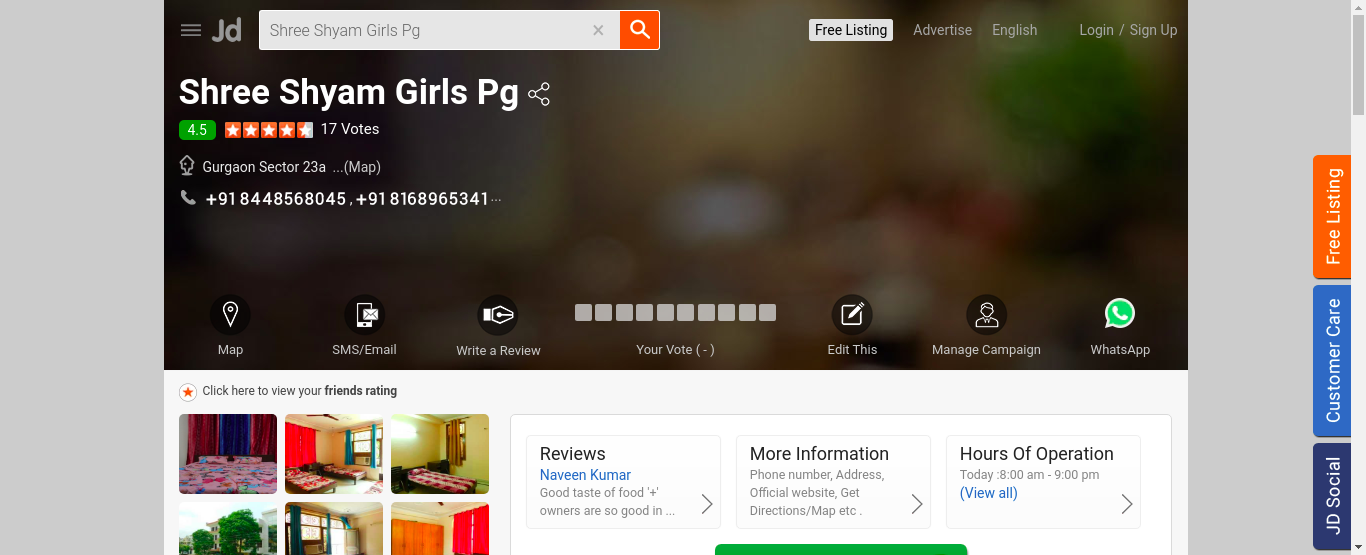 Jd
Shree Shyam Girls Pg
Free Listing
Advertise
English
Login / Sign Up
Shree Shyam Girls Pg
4.5
17 Votes
Gurgaon Sector 23a ...(Map)
+91 8448568045 , +91 8168965341 ...
Map
SMS/Email
Write a Review
Your Vote ( - )
Edit This
Manage Campaign
WhatsApp
Click here to view your friends rating
Reviews
Naveen Kumar
Good taste of food '+'
owners are so good in ...
More Information
Phone number, Address,
Official website, Get
Directions/Map etc .
Hours Of Operation
Today :8:00 am - 9:00 pm
(View all)
Free Listing
Customer Care
JD Social